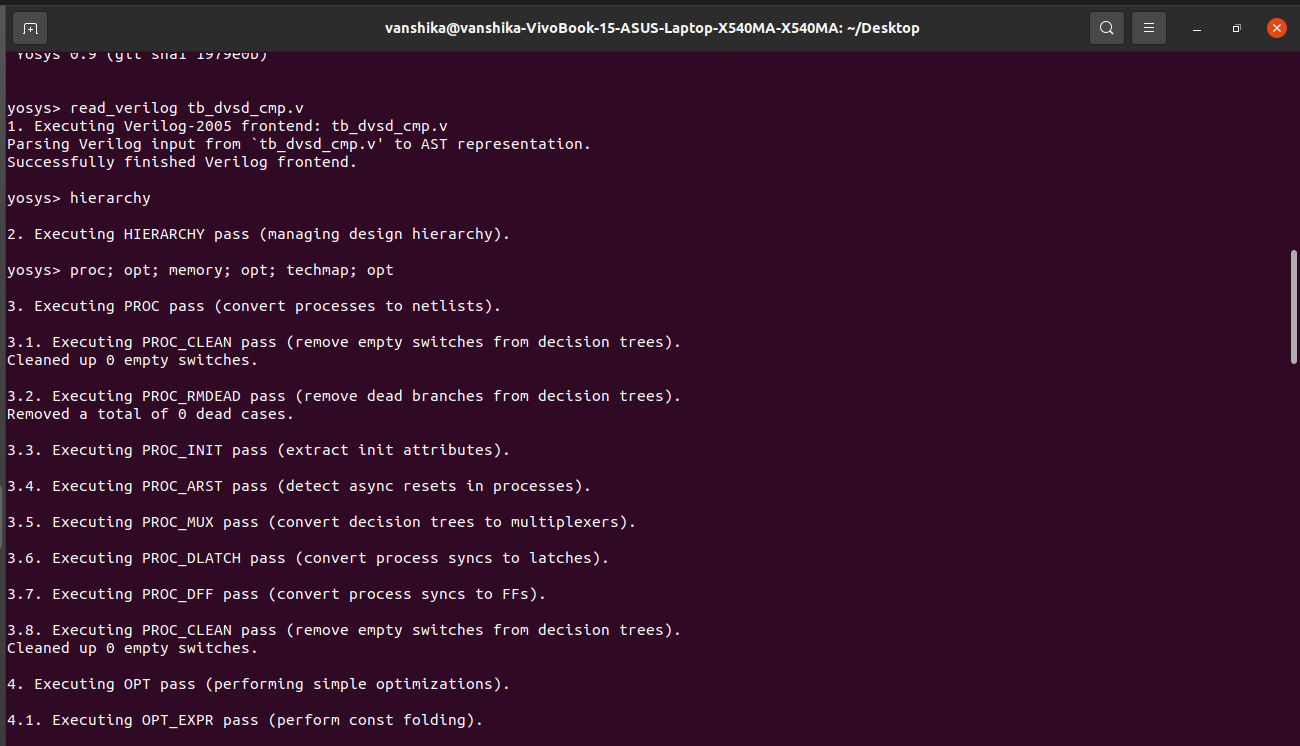 vanshika@vanshika-VivoBook-15-ASUS-Laptop-X540MA-X540MA: ~/Desktop
Yosys 0.9 (git sha1 1979e0b)
yosys> read_verilog tb_dvsd_cmp.v
1. Executing Verilog-2005 frontend: tb_dvsd_cmp.v
Parsing Verilog input from `tb_dvsd_cmp.v' to AST representation.
Successfully finished Verilog frontend.
yosys> hierarchy
2. Executing HIERARCHY pass (managing design hierarchy).
yosys> proc; opt; memory; opt; techmap; opt
3. Executing PROC pass (convert processes to netlists).
3.1. Executing PROC_CLEAN pass (remove empty switches from decision trees).
Cleaned up 0 empty switches.
3.2. Executing PROC_RMDEAD pass (remove dead branches from decision trees).
Removed a total of 0 dead cases.
3.3. Executing PROC_INIT pass (extract init attributes).
3.4. Executing PROC_ARST pass (detect async resets in processes).
3.5. Executing PROC_MUX pass (convert decision trees to multiplexers).
3.6. Executing PROC_DLATCH pass (convert process syncs to latches).
3.7. Executing PROC_DFF pass (convert process syncs to FFs).
3.8. Executing PROC_CLEAN pass (remove empty switches from decision trees).
Cleaned up 0 empty switches.
4. Executing OPT pass (performing simple optimizations).
4.1. Executing OPT_EXPR pass (perform const folding).